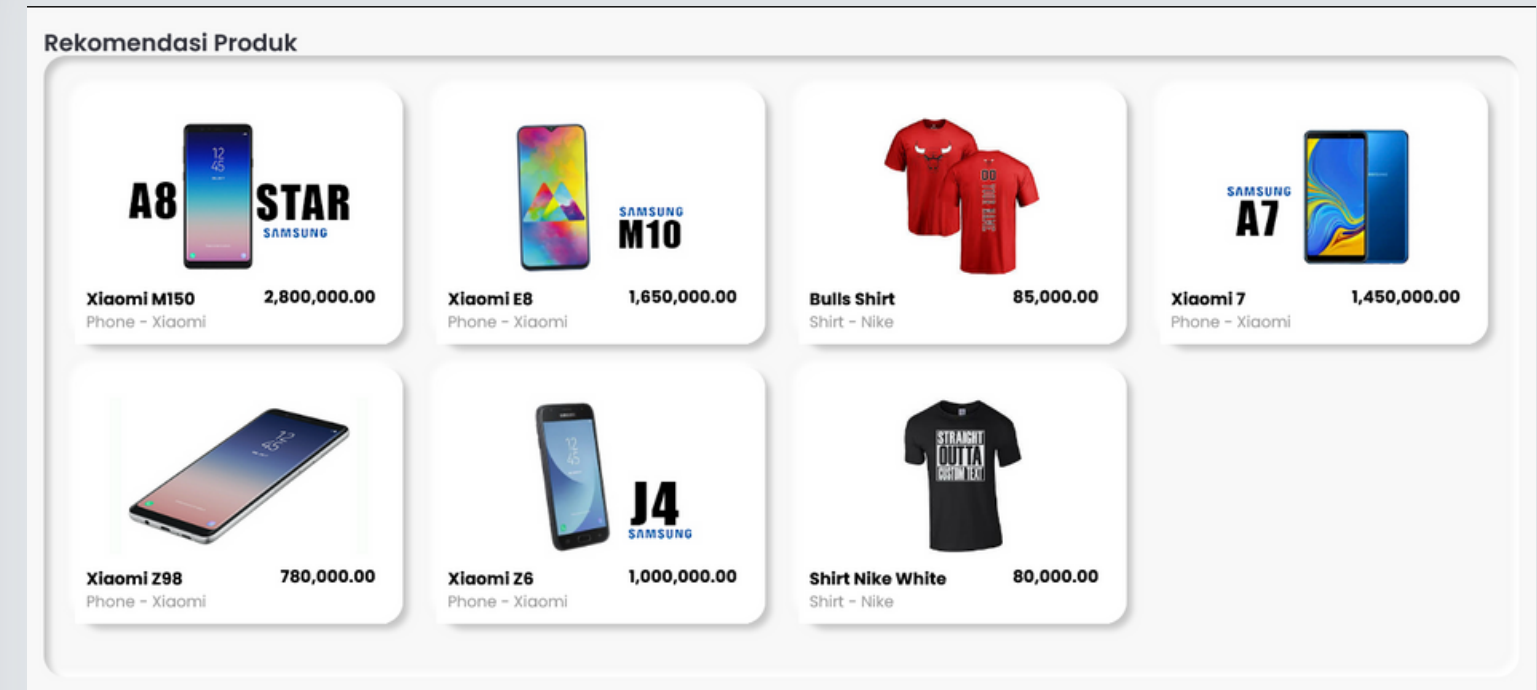 Rekomendasi Produk
A8 STAR
SAMSUNG
Xiaomi M150 2,800,000.00
Phone - Xiaomi
SAMSUNG
M10
Xiaomi E8 1,650,000.00
Phone - Xiaomi
00
Bulls Shirt 85,000.00
Shirt - Nike
SAMSUNG
A7
Xiaomi 7 1,450,000.00
Phone - Xiaomi
Xiaomi Z98 780,000.00
Phone - Xiaomi
J4
SAMSUNG
Xiaomi Z6 1,000,000.00
Phone - Xiaomi
STRAIGHT
OUTTA
CUSTOM TEXT
Shirt Nike White 80,000.00
Shirt - Nike